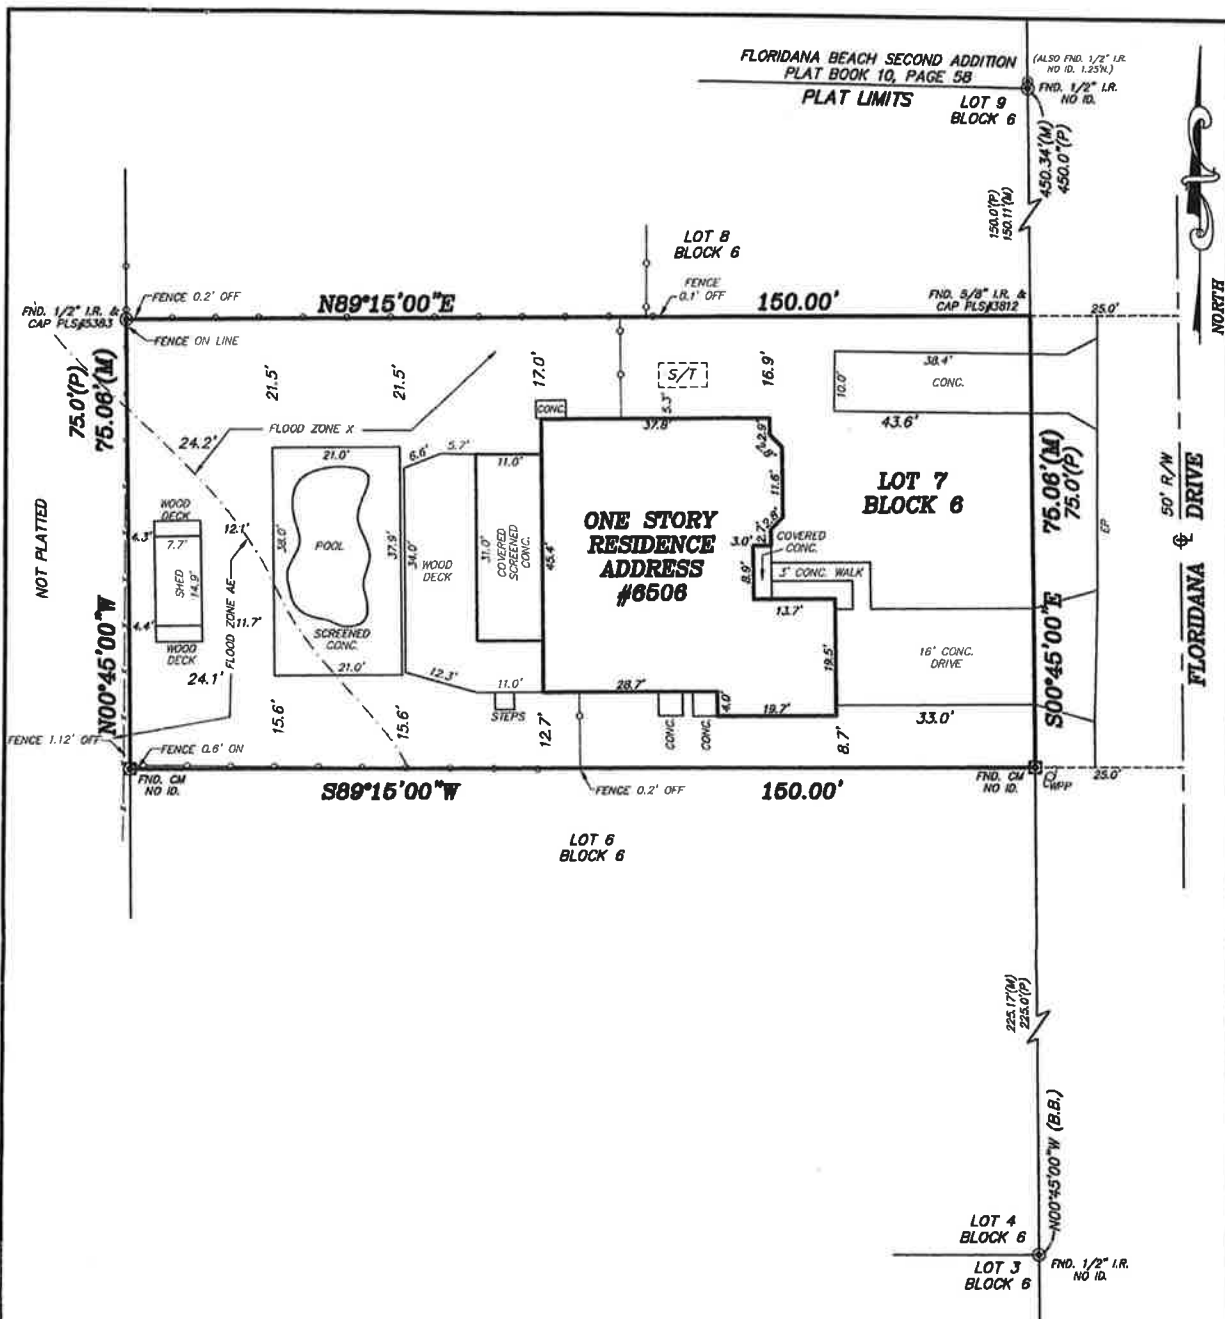 FLORIDANA BEACH SECOND ADDITION
PLAT BOOK 10, PAGE 58
PLAT LIMITS
LOT 9
BLOCK 6
(ALSO FND. 1/2" I.R.
NO ID. 1.25'N.)
FND. 1/2" I.R.
NO ID.
450.34'(M)
450.0'(P)
150.0'(P)
150.11'(M)
NORTH
LOT 8
BLOCK 6
FENCE
0.1' OFF
FENCE 0.2' OFF
N89°15'00"E
150.00'
FND. 5/8" I.R. &
CAP PLS#3812
25.0'
FND. 1/2" I.R. &
CAP PLS#5383
FENCE ON LINE
75.0'(P)
75.06'(M)
21.5'
21.5'
17.0'
S/T
16.9'
38.4'
CONC.
10.0'
43.6'
CONC.
5.3'
37.8'
2.9'
24.2'
FLOOD ZONE X
6.6'
5.7'
11.0'
21.0'
11.6'
LOT 7
BLOCK 6
75.06'(M)
75.0'(P)
50' R/W
FLORIDANA DRIVE
EP
NOT PLATTED
WOOD
DECK
4.3'
7.7'
SHED
14.9'
4.4'
WOOD
DECK
12.1'
FLOOD ZONE AE
11.7'
24.1'
38.0'
POOL
SCREENED
CONC.
21.0'
37.9'
34.0'
WOOD
DECK
31.0'
COVERED
SCREENED
CONC.
45.4'
ONE STORY
RESIDENCE
ADDRESS
#6506
2.8'
2.7'
3.0'
COVERED
CONC.
8.9'
3' CONC. WALK
13.7'
19.5'
16' CONC.
DRIVE
33.0'
N00°45'00"W
S00°45'00"E
12.3'
11.0'
STEPS
28.7'
4.0'
19.7'
CONC.
CONC.
15.6'
15.6'
12.7'
8.7'
FENCE 1.12' OFF
FENCE 0.6' ON
FND. CM
NO ID.
S89°15'00"W
FENCE 0.2' OFF
150.00'
FND. CM
NO ID.
WPP
25.0'
LOT 6
BLOCK 6
225.17'(M)
225.0'(P)
N00°45'00"W (B.B.)
LOT 4
BLOCK 6
LOT 3
BLOCK 6
FND. 1/2" I.R.
NO ID.